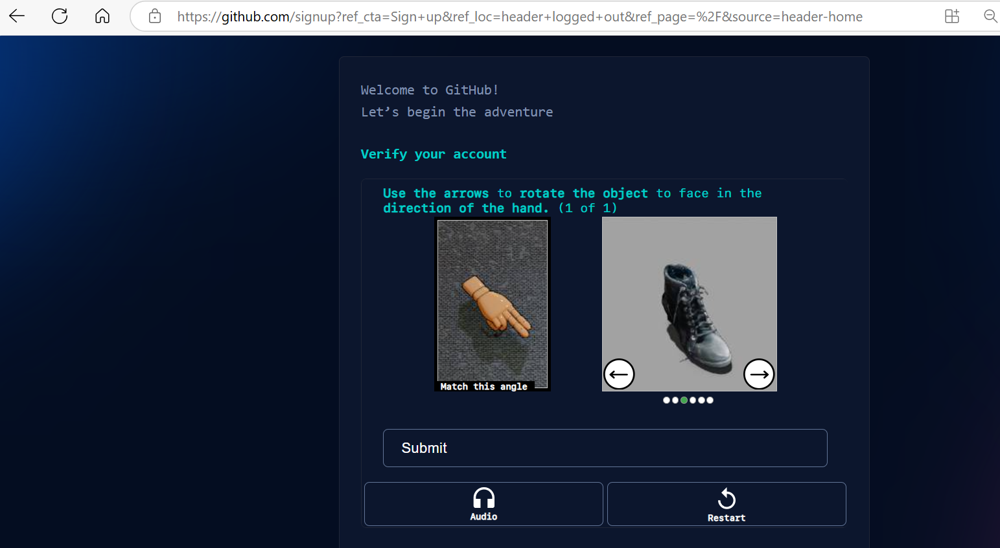 https://github.com/signup?ref_cta=Sign+up&ref_loc=header+logged+out&ref_page=%2F&source=header-home
Welcome to GitHub!
Let’s begin the adventure
Verify your account
Use the arrows to rotate the object to face in the
direction of the hand. (1 of 1)
Match this angle
Submit
Audio
Restart